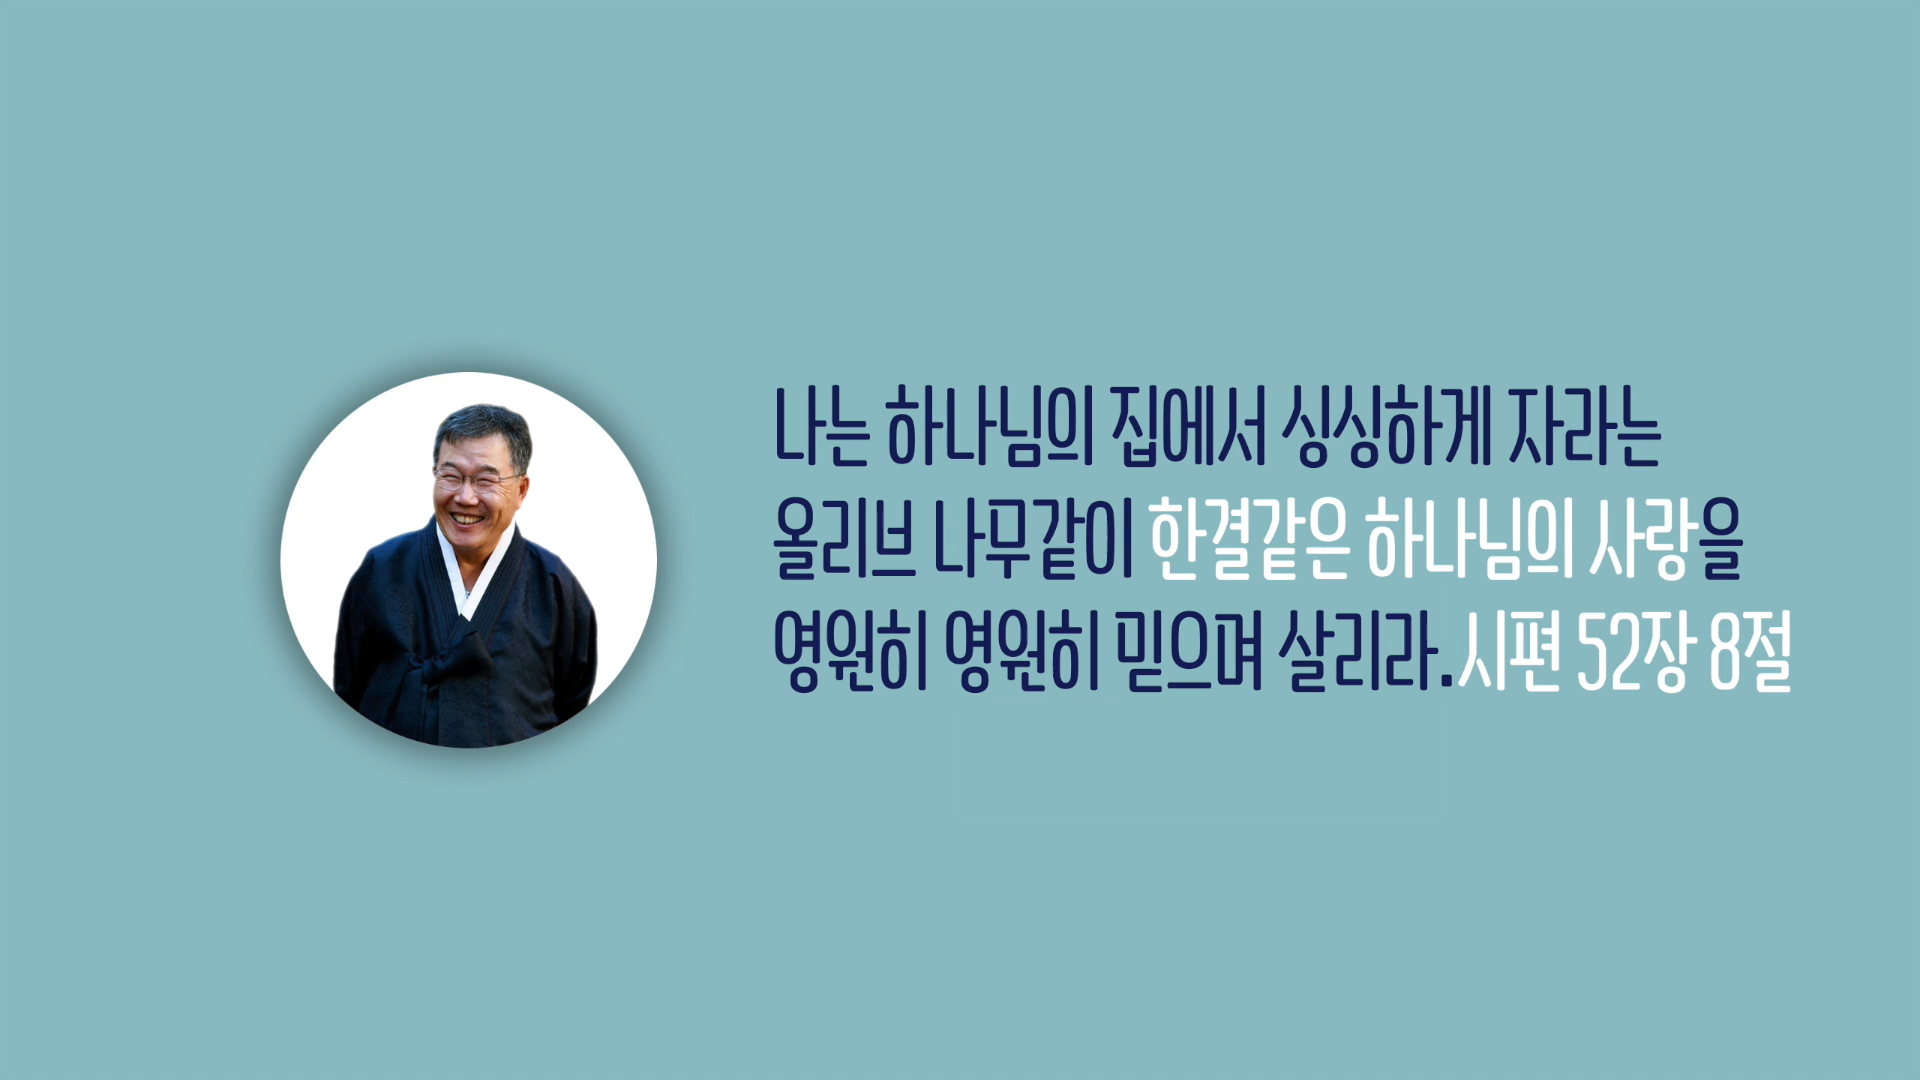 나는 하나님의 집에서 싱싱하게 자라는
올리브 나무같이 한결같은 하나님의 사랑을
영원히 영원히 믿으며 살리라.시편 52장 8절